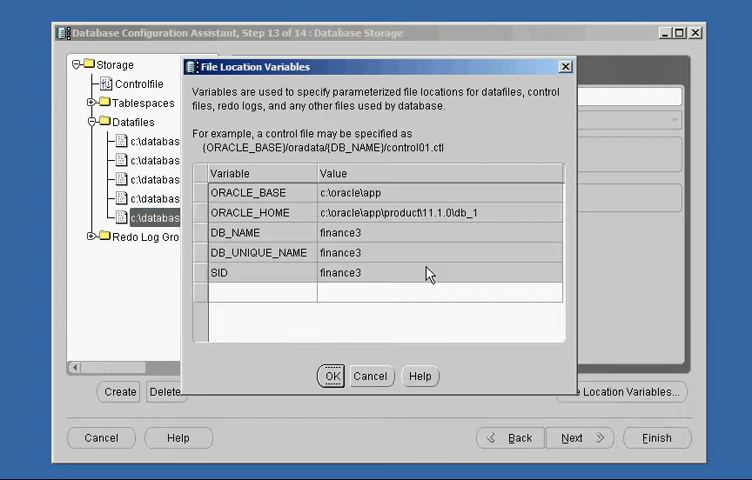 Database Configuration Assistant, Step 13 of 14 : Database Storage
Storage
Controlfile
Tablespaces
Datafiles
c:\databas
c:\databas
c:\databas
c:\databas
c:\databas
Redo Log Gro
File Location Variables
Variables are used to specify parameterized file locations for datafiles, control
files, redo logs, and any other files used by database.
For example, a control file may be specified as
{ORACLE_BASE}/oradata/{DB_NAME}/control01.ctl
Variable Value
ORACLE_BASE c:\oracle\app
ORACLE_HOME c:\oracle\app\product\11.1.0\db_1
DB_NAME finance3
DB_UNIQUE_NAME finance3
SID finance3
OK Cancel Help
Create Delete Location Variables...
Cancel Help Back Next Finish